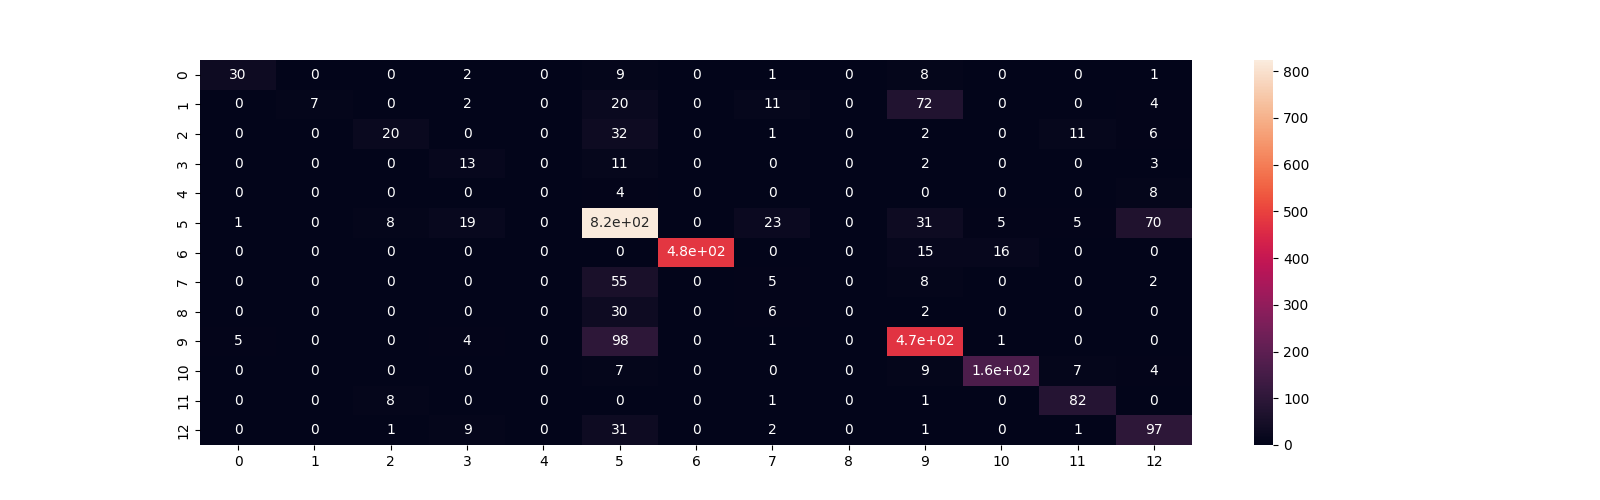 0 30 0 0 2 0 9 0 1 0 8 0 0 1
1 0 7 0 2 0 20 0 11 0 72 0 0 4
2 0 0 20 0 0 32 0 1 0 2 0 11 6
3 0 0 0 13 0 11 0 0 0 2 0 0 3
4 0 0 0 0 0 4 0 0 0 0 0 0 8
5 1 0 8 19 0 8.2e+02 0 23 0 31 5 5 70
6 0 0 0 0 0 0 4.8e+02 0 0 15 16 0 0
7 0 0 0 0 0 55 0 5 0 8 0 0 2
8 0 0 0 0 0 30 0 6 0 2 0 0 0
9 5 0 0 4 0 98 0 1 0 4.7e+02 1 0 0
10 0 0 0 0 0 7 0 0 0 9 1.6e+02 7 4
11 0 0 8 0 0 0 0 1 0 1 0 82 0
12 0 0 1 9 0 31 0 2 0 1 0 1 97
0 1 2 3 4 5 6 7 8 9 10 11 12
800
700
600
500
400
300
200
100
0